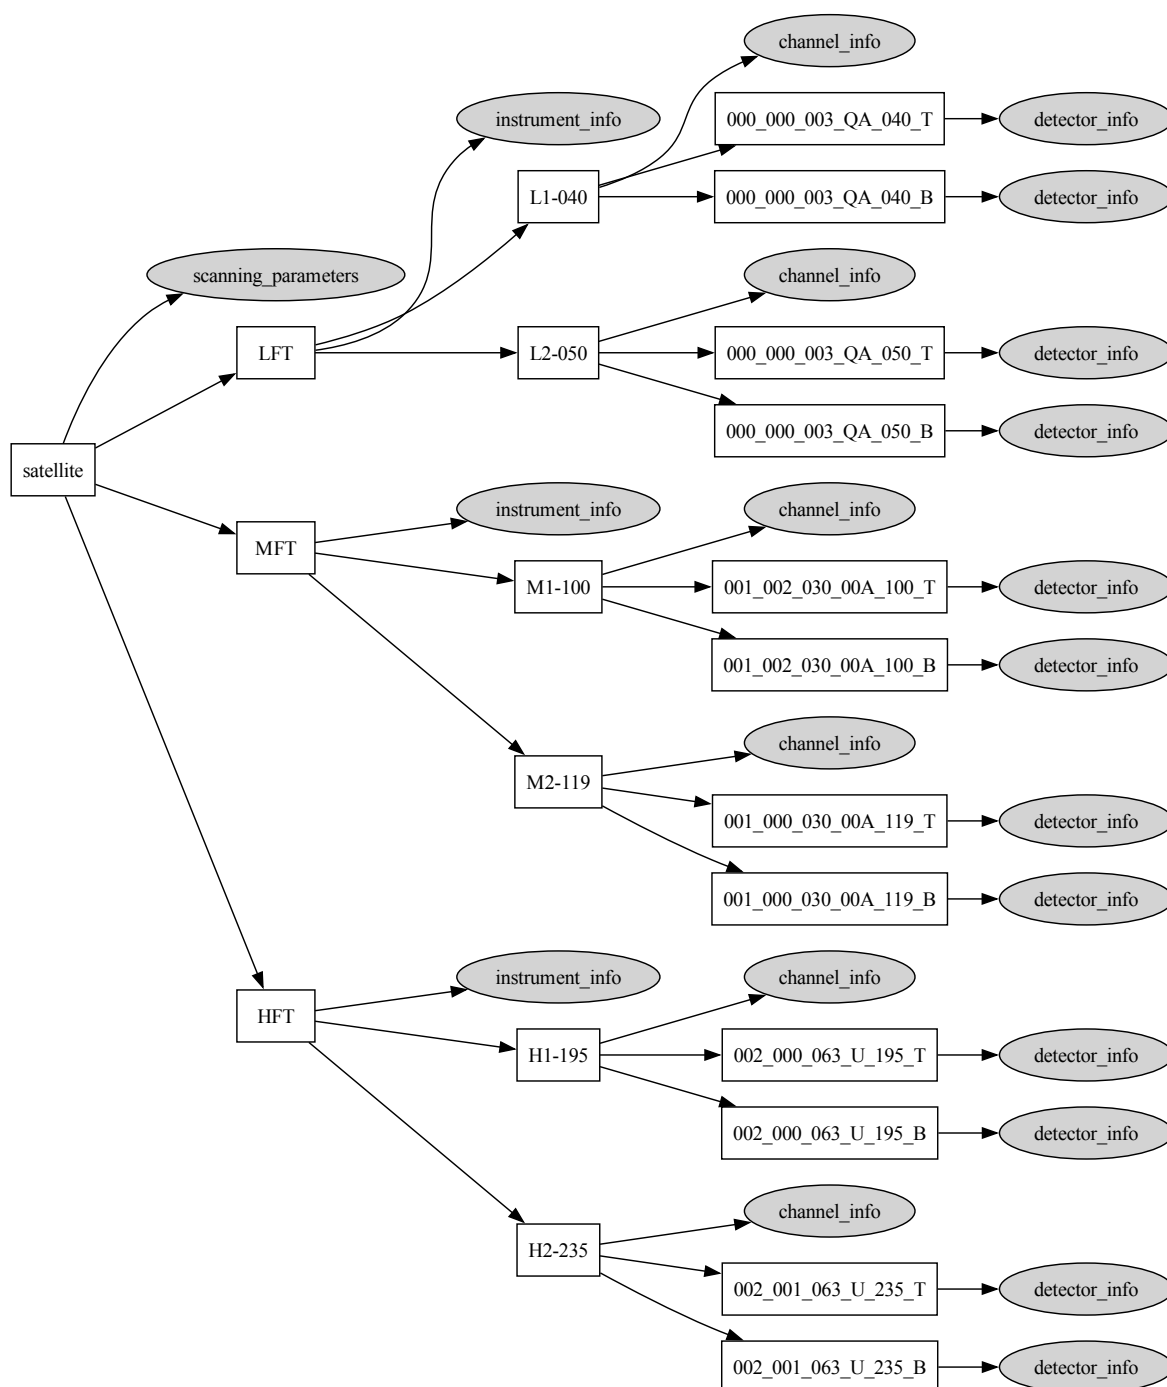 channel_info
instrument_info
000_000_003_QA_040_T
detector_info
L1-040
000_000_003_QA_040_B
detector_info
scanning_parameters
channel_info
LFT
L2-050
000_000_003_QA_050_T
detector_info
000_000_003_QA_050_B
detector_info
satellite
instrument_info
channel_info
MFT
M1-100
001_002_030_00A_100_T
detector_info
001_002_030_00A_100_B
detector_info
channel_info
M2-119
001_000_030_00A_119_T
detector_info
001_000_030_00A_119_B
detector_info
instrument_info
channel_info
HFT
H1-195
002_000_063_U_195_T
detector_info
002_000_063_U_195_B
detector_info
channel_info
H2-235
002_001_063_U_235_T
detector_info
002_001_063_U_235_B
detector_info